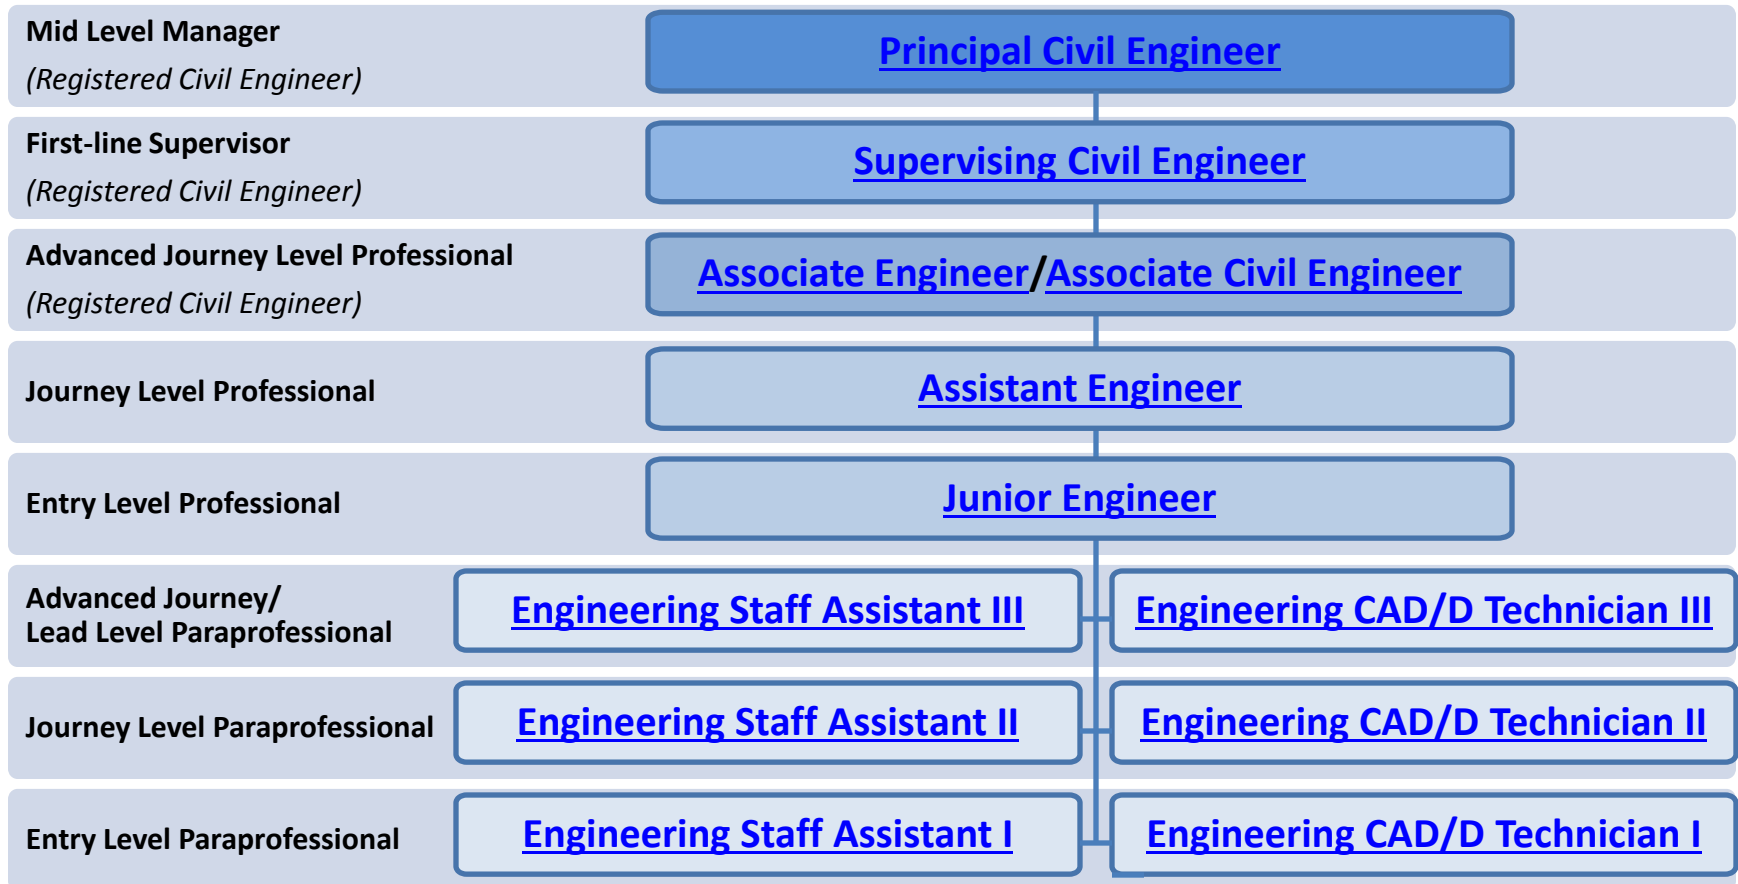 Mid Level Manager
(Registered Civil Engineer)
Principal Civil Engineer
First-line Supervisor
(Registered Civil Engineer)
Supervising Civil Engineer
Advanced Journey Level Professional
(Registered Civil Engineer)
Associate Engineer/Associate Civil Engineer
Journey Level Professional
Assistant Engineer
Entry Level Professional
Junior Engineer
Advanced Journey/
Lead Level Paraprofessional
Engineering Staff Assistant III
Engineering CAD/D Technician III
Journey Level Paraprofessional
Engineering Staff Assistant II
Engineering CAD/D Technician II
Entry Level Paraprofessional
Engineering Staff Assistant I
Engineering CAD/D Technician I